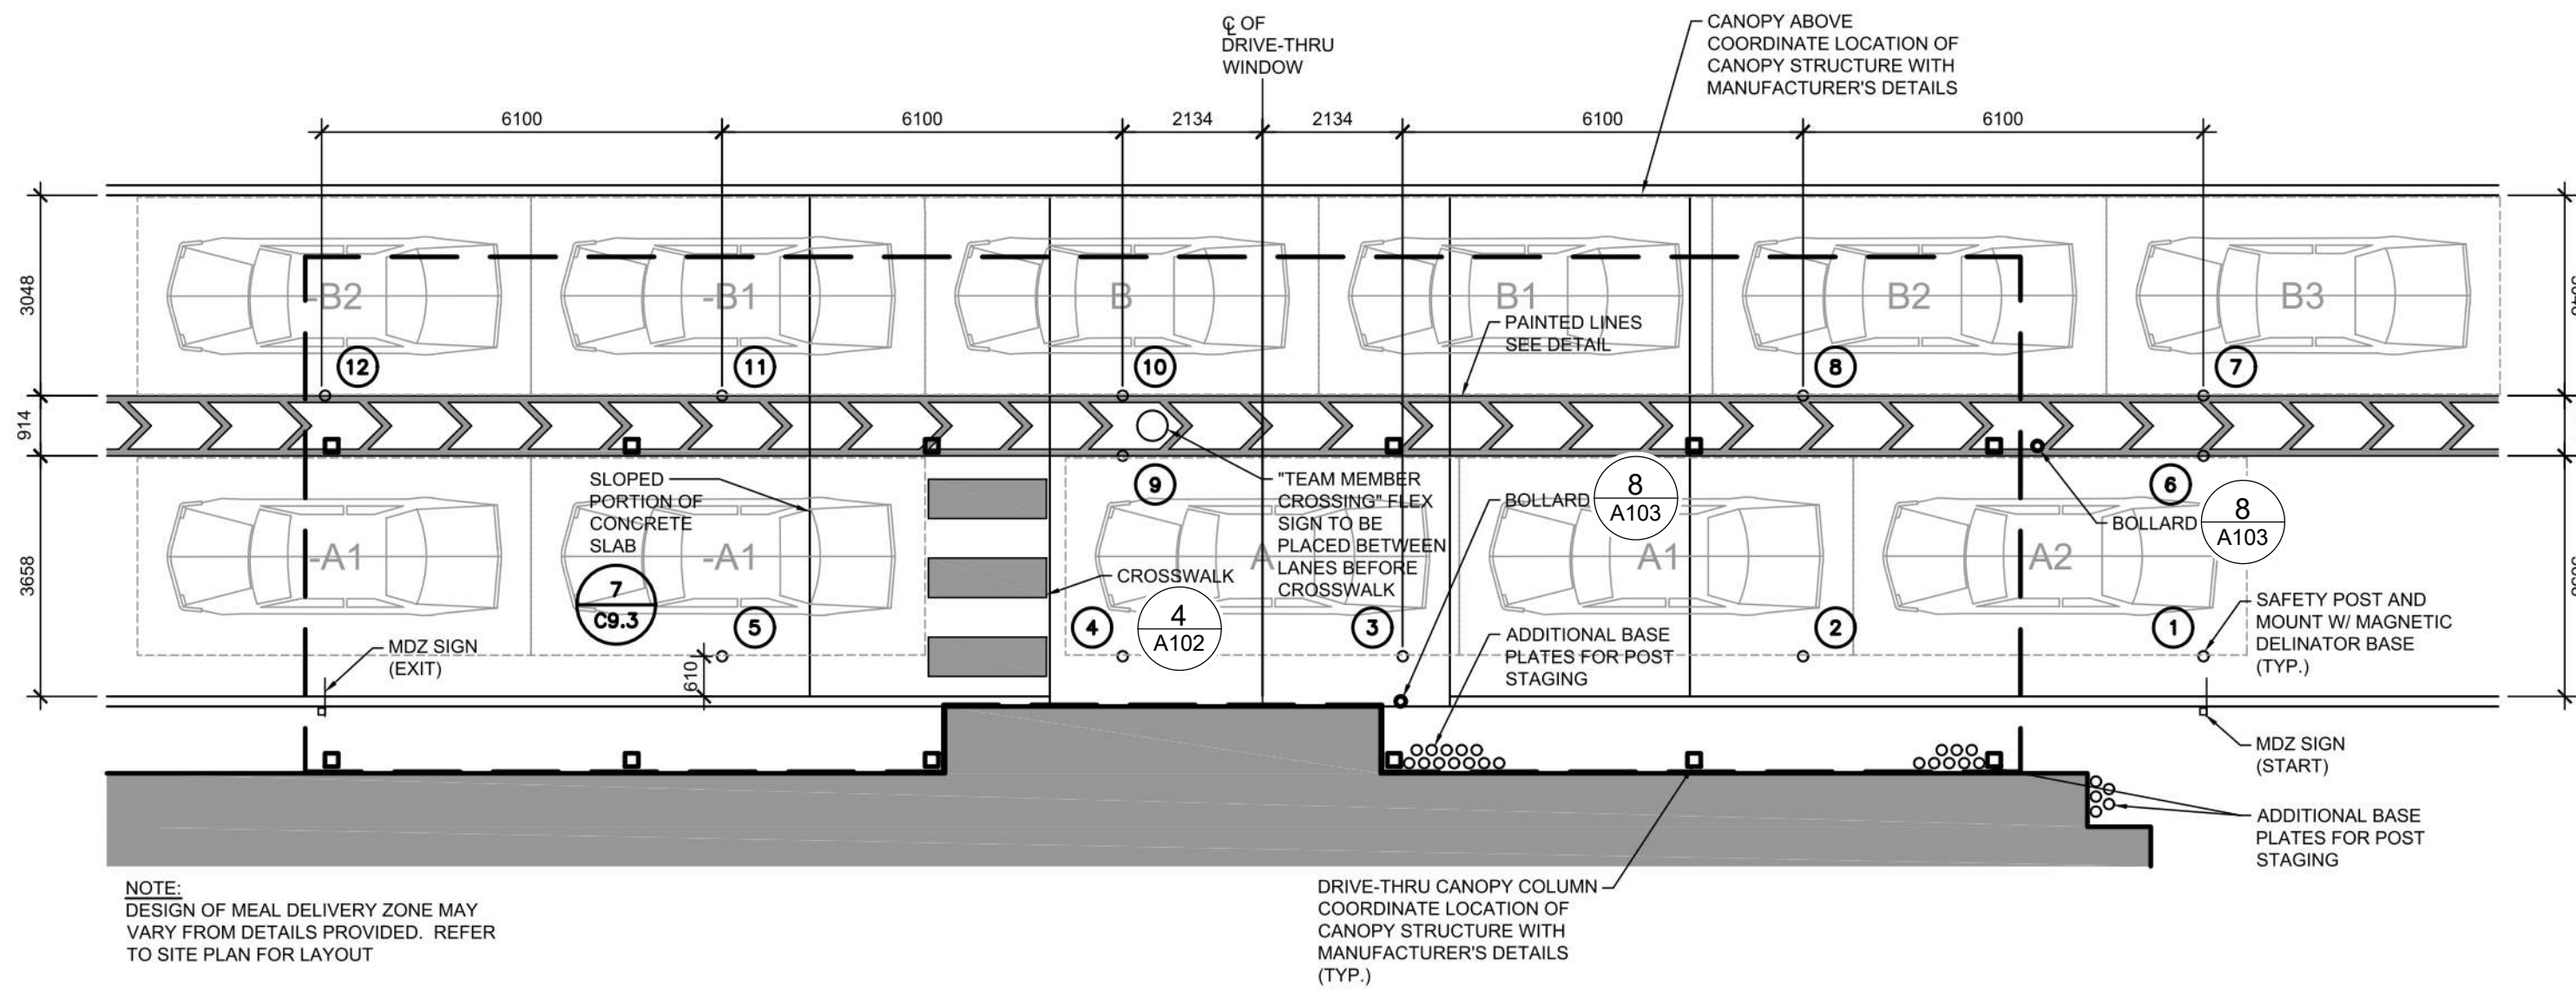 ℄ OF
DRIVE-THRU
WINDOW
CANOPY ABOVE
COORDINATE LOCATION OF
CANOPY STRUCTURE WITH
MANUFACTURER'S DETAILS
6100
6100
2134
2134
6100
6100
3048
-B2
-B1
B
B1
B2
B3
PAINTED LINES
SEE DETAIL
12
11
10
8
7
914
3658
SLOPED
PORTION OF
CONCRETE
SLAB
7
C9.3
-A1
-A1
A
A1
A2
9
"TEAM MEMBER
CROSSING" FLEX
SIGN TO BE
PLACED BETWEEN
LANES BEFORE
CROSSWALK
BOLLARD
8
A103
6
BOLLARD
8
A103
CROSSWALK
5
4
4
A102
3
2
1
MDZ SIGN
(EXIT)
610
ADDITIONAL BASE
PLATES FOR POST
STAGING
SAFETY POST AND
MOUNT W/ MAGNETIC
DELINATOR BASE
(TYP.)
MDZ SIGN
(START)
ADDITIONAL BASE
PLATES FOR POST
STAGING
NOTE:
DESIGN OF MEAL DELIVERY ZONE MAY
VARY FROM DETAILS PROVIDED. REFER
TO SITE PLAN FOR LAYOUT
DRIVE-THRU CANOPY COLUMN
COORDINATE LOCATION OF
CANOPY STRUCTURE WITH
MANUFACTURER'S DETAILS
(TYP.)